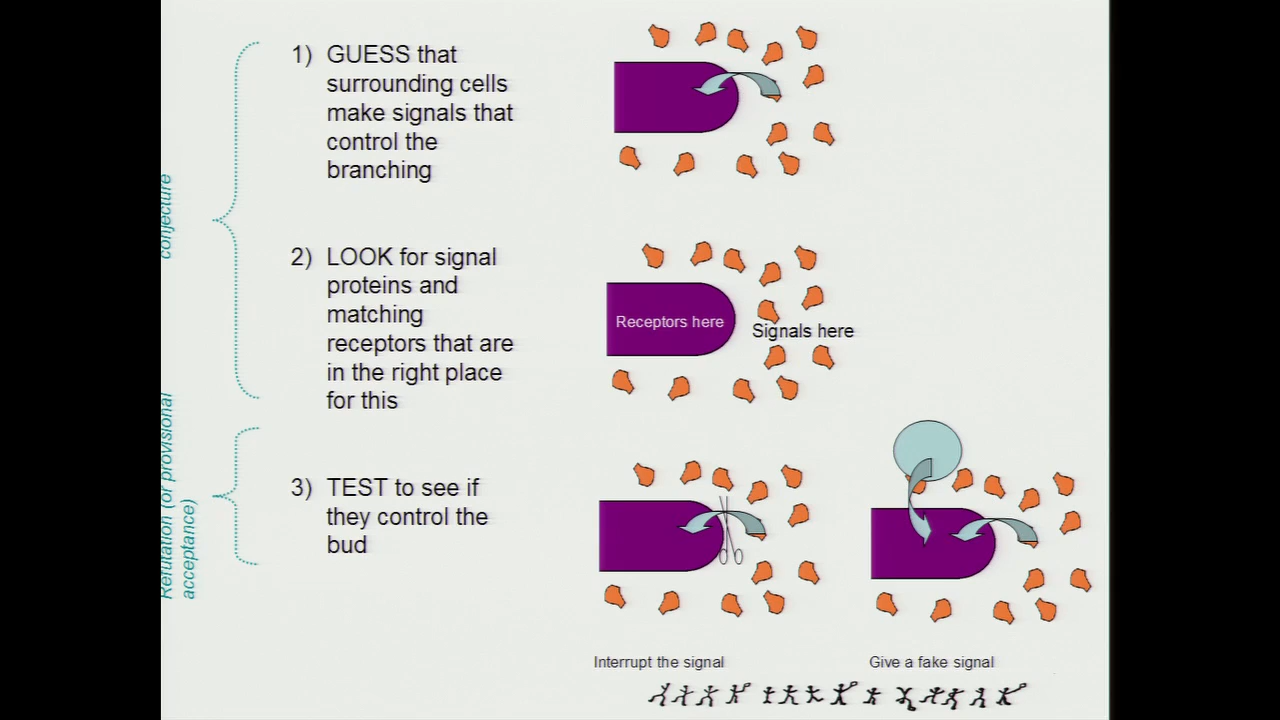 1) GUESS that
surrounding cells
make signals that
control the
branching
conjecture
2) LOOK for signal
proteins and
matching
receptors that are
in the right place
for this
Receptors here
Signals here
Refutation (or provisional
acceptance)
3) TEST to see if
they control the
bud
Interrupt the signal
Give a fake signal